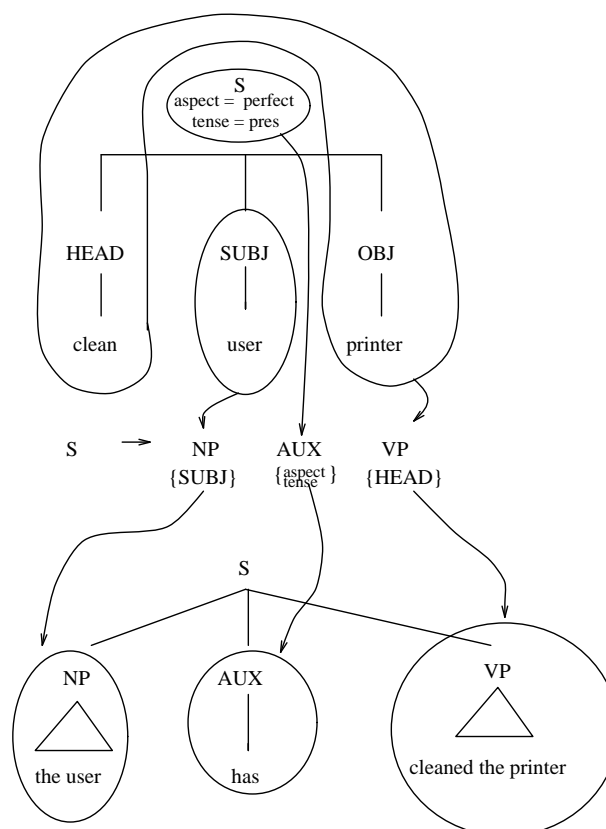 S
aspect = perfect
tense = pres
HEAD SUBJ OBJ
clean user printer
S NP AUX VP
{SUBJ} {aspect tense} {HEAD}
S
NP AUX VP
the user has cleaned the printer